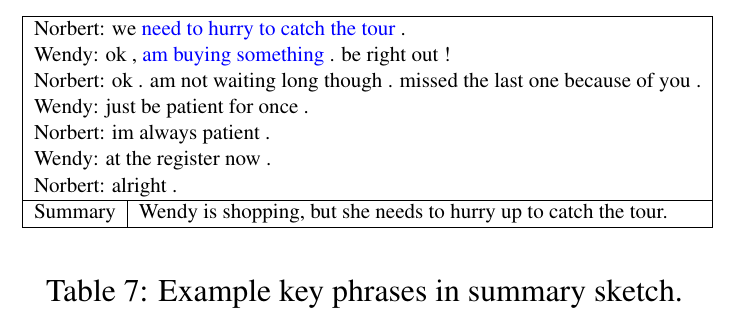 Norbert: we need to hurry to catch the tour .
Wendy: ok , am buying something . be right out !
Norbert: ok . am not waiting long though . missed the last one because of you .
Wendy: just be patient for once .
Norbert: im always patient .
Wendy: at the register now .
Norbert: alright .
Summary Wendy is shopping, but she needs to hurry up to catch the tour.
Table 7: Example key phrases in summary sketch.